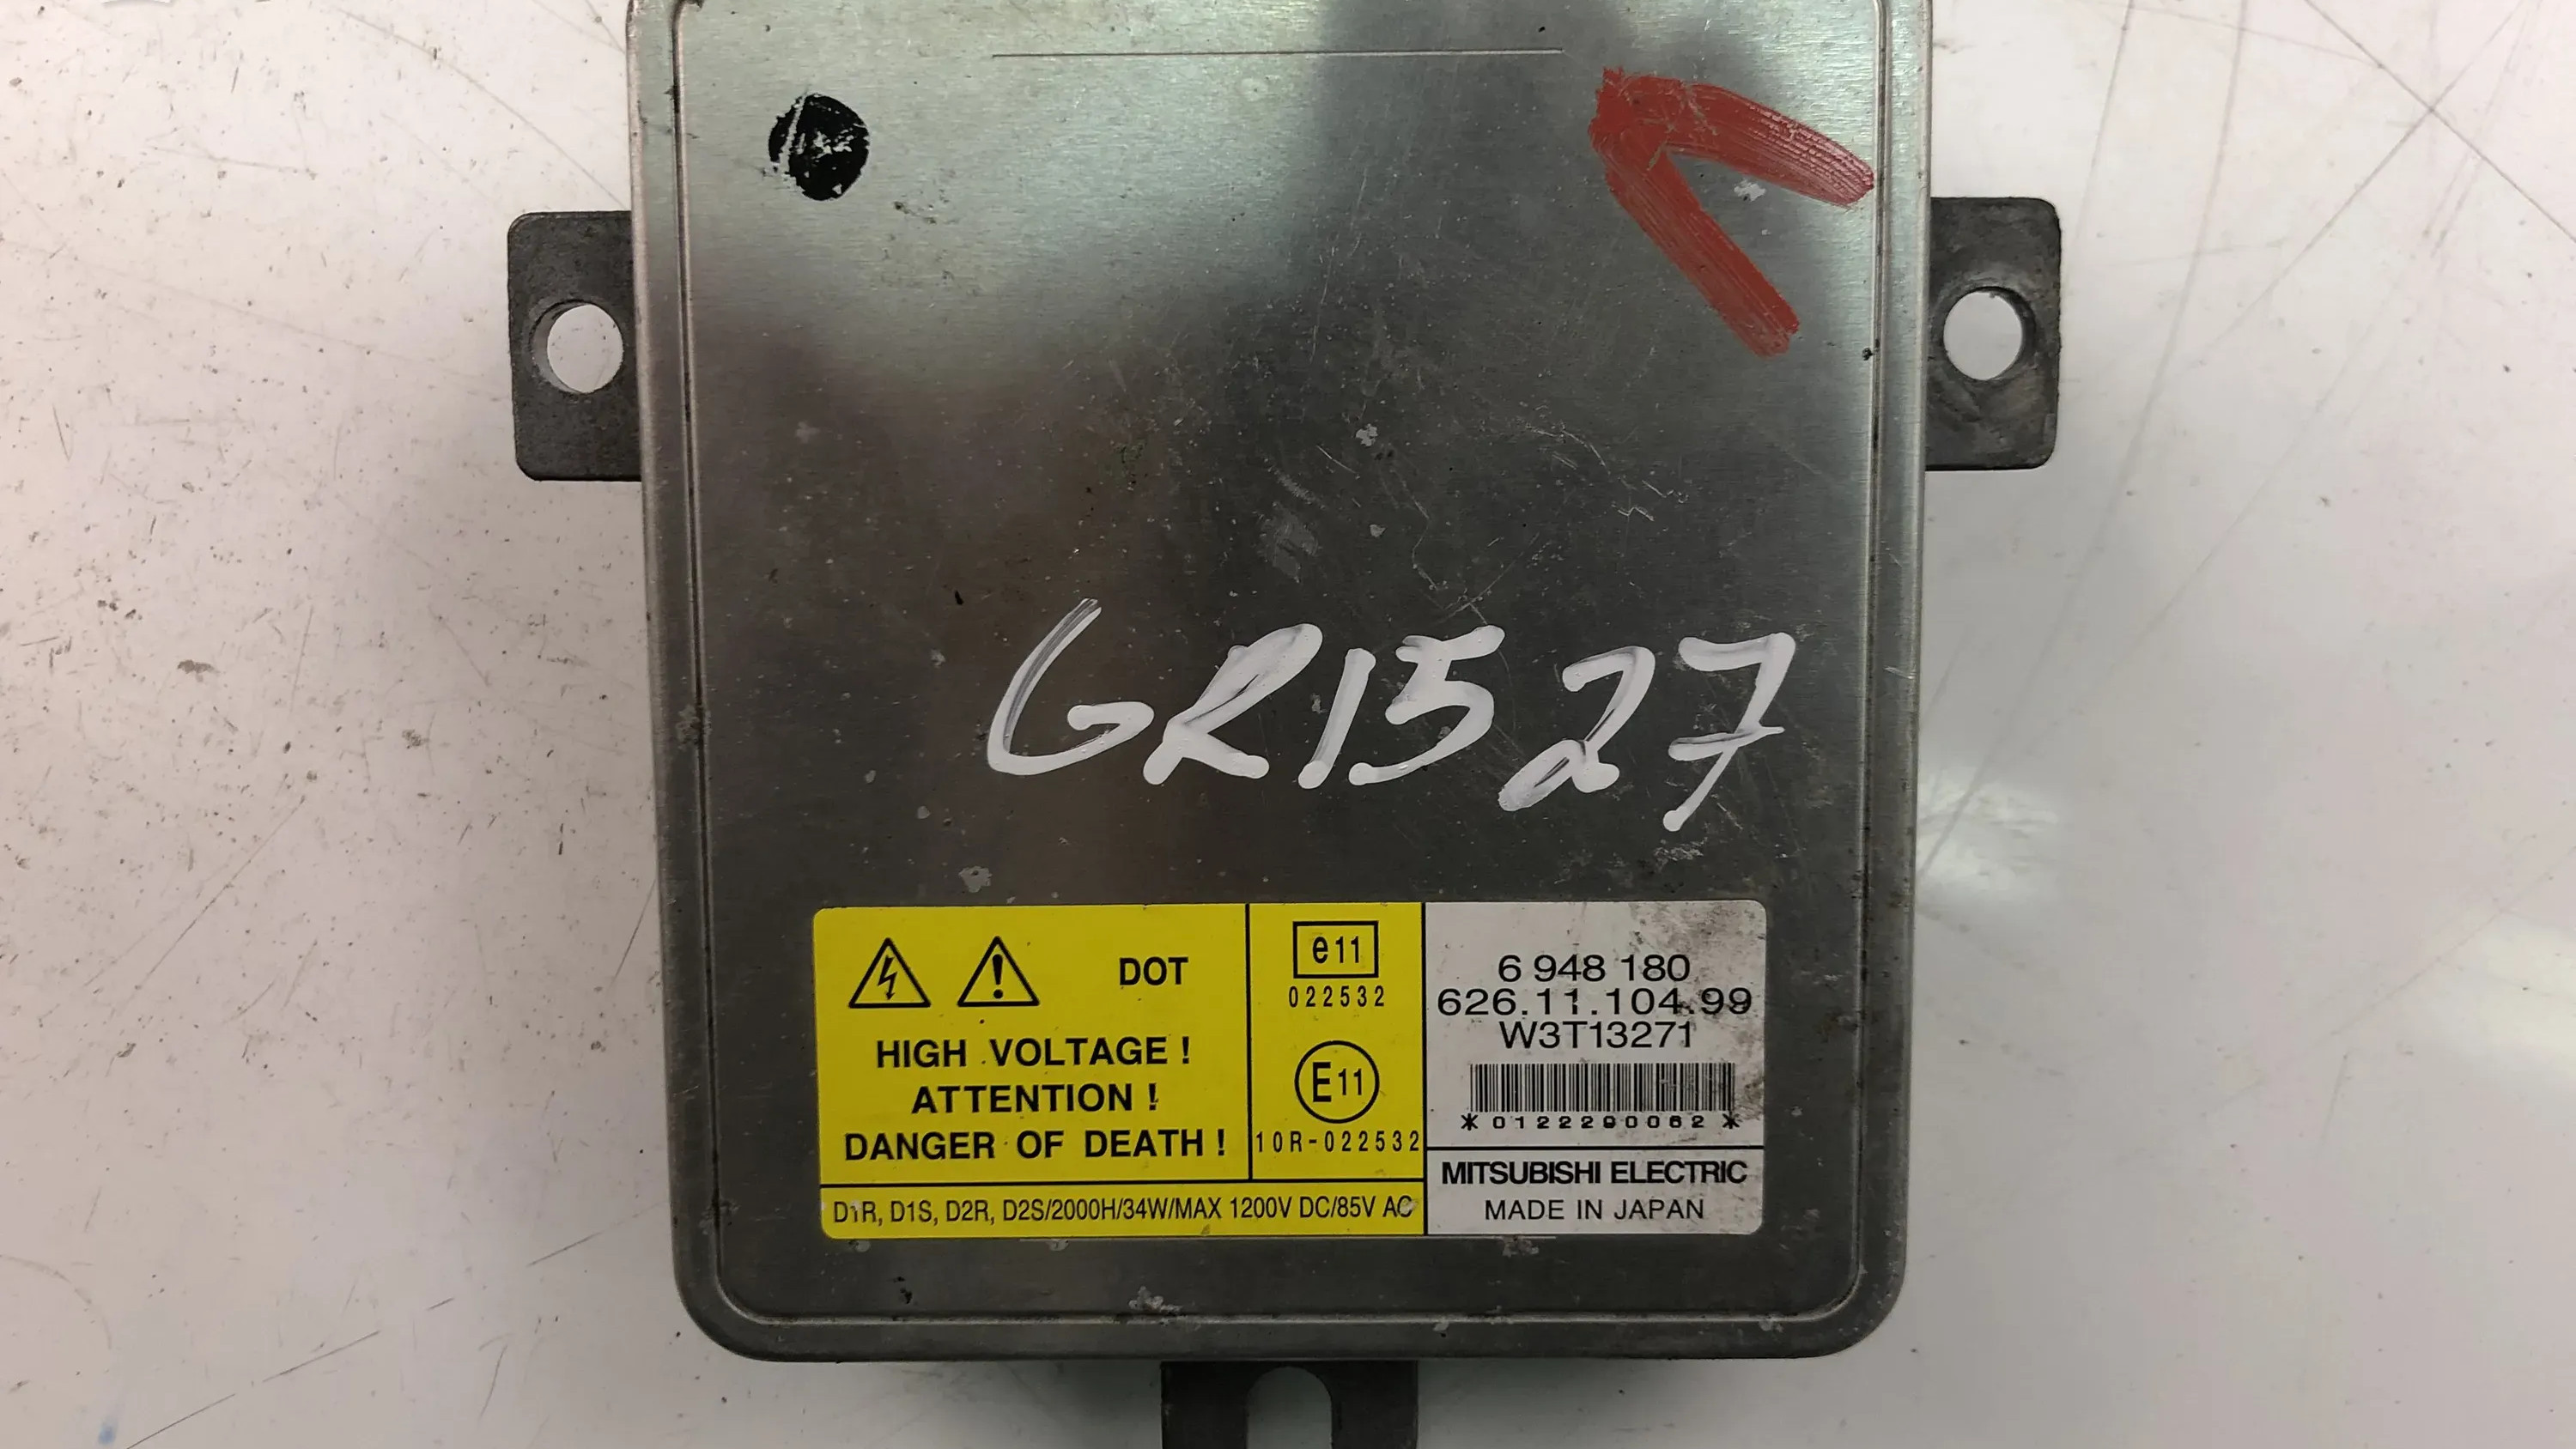 GR1527
DOT
HIGH VOLTAGE !
ATTENTION !
DANGER OF DEATH !
D1R, D1S, D2R, D2S/2000H/34W/MAX 1200V DC/85V AC
e11
022532
E11
10R-022532
6 948 180
626.11.104.99
W3T13271
*0122290062*
MITSUBISHI ELECTRIC
MADE IN JAPAN